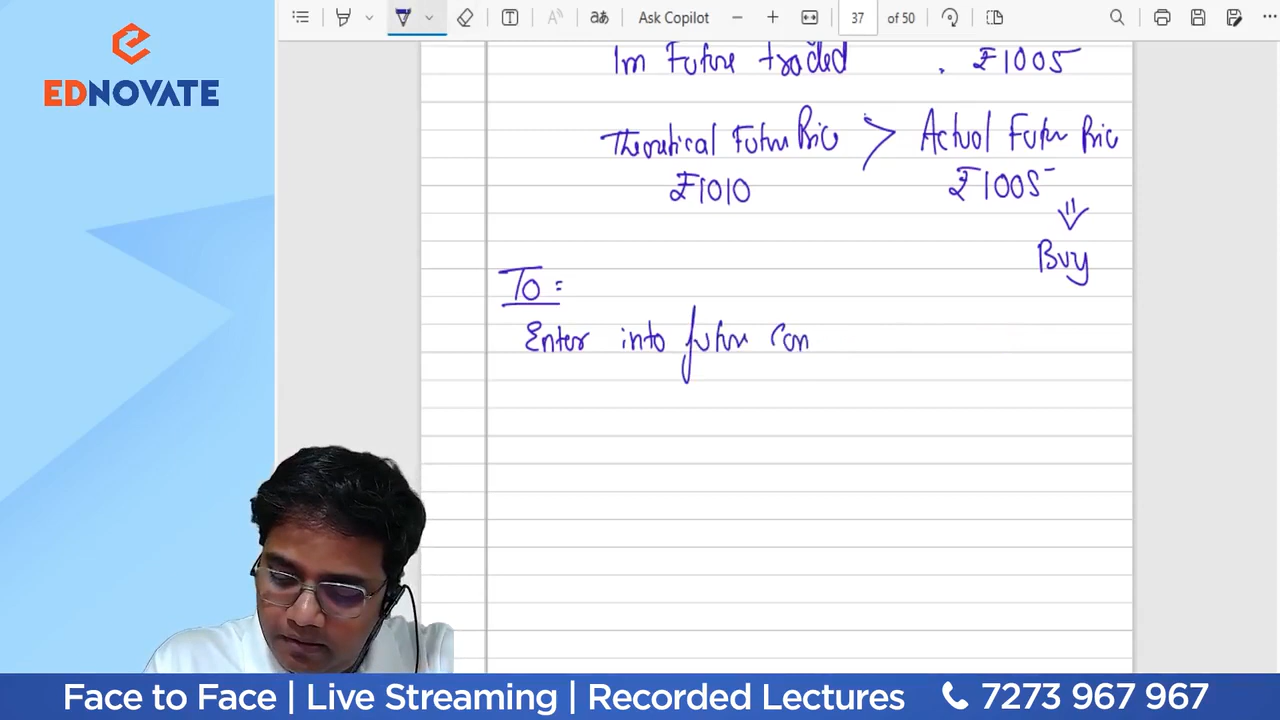 EDNOVATE
Ask Copilot
37 of 50
1m Future traded . ₹1005
Theoretical Future Price > Actual Future Price
₹1010 ₹1005
Buy
T0 :
Enter into future Con
Face to Face | Live Streaming | Recorded Lectures 7273 967 967